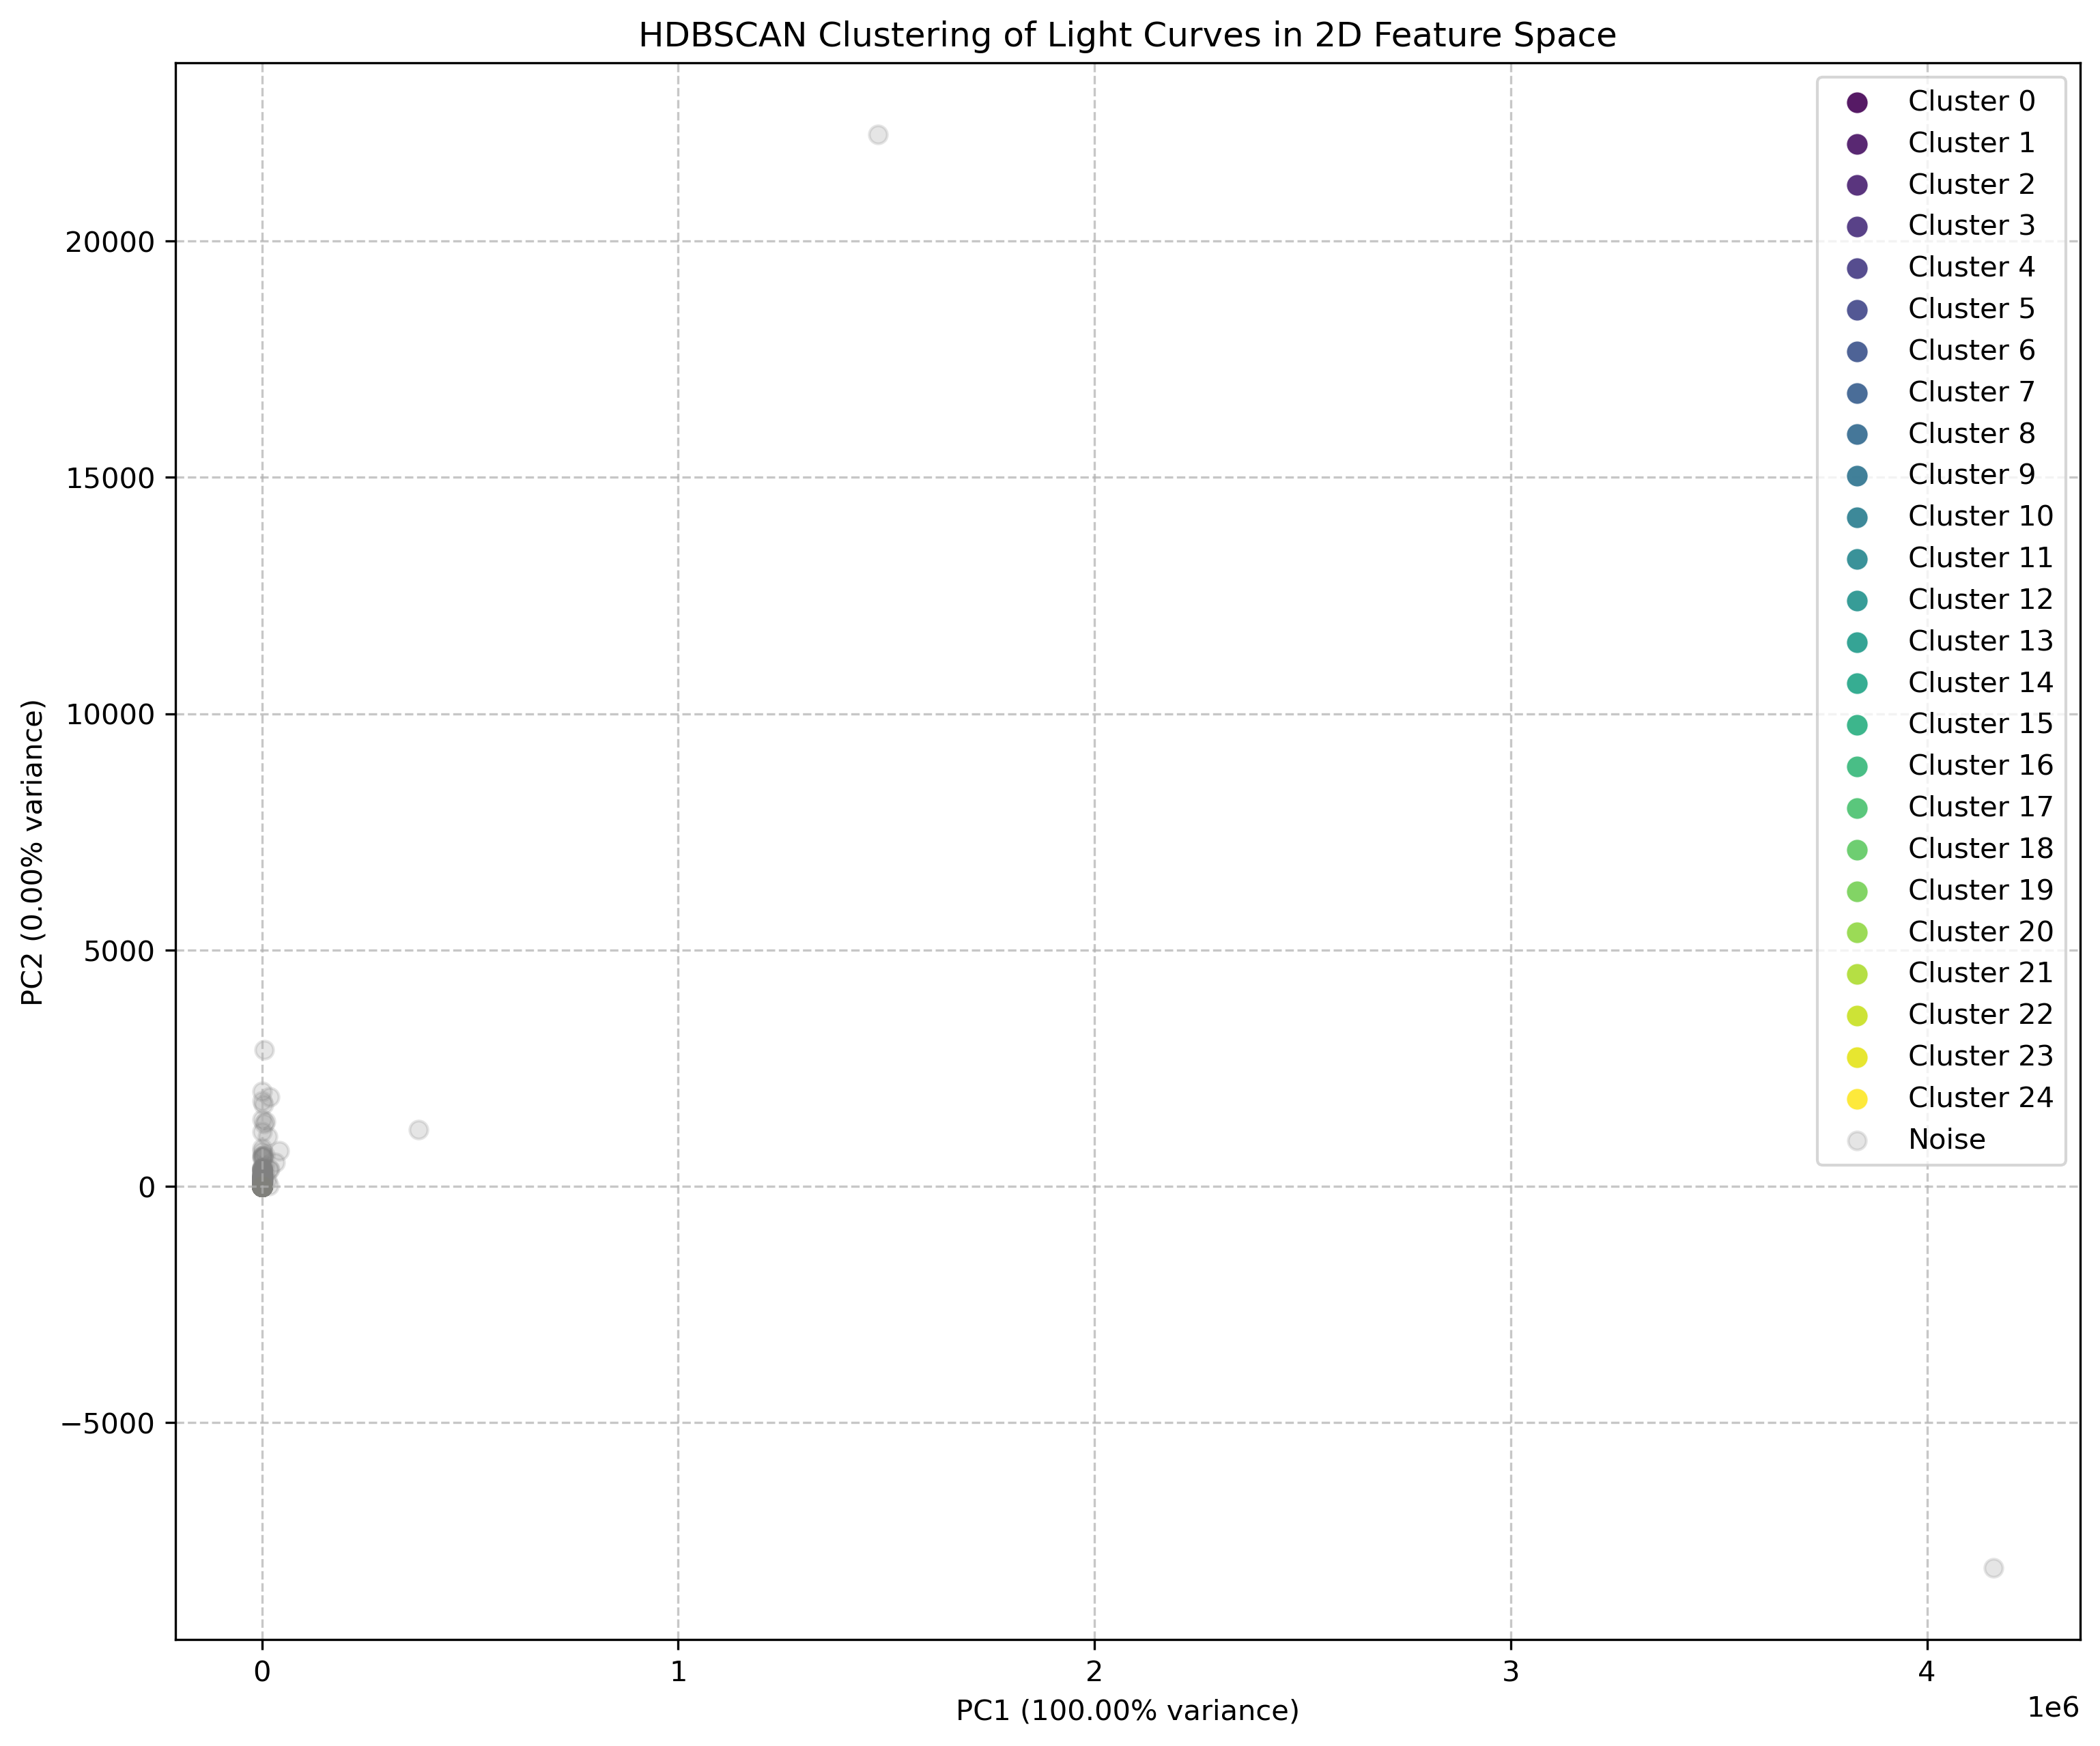 HDBSCAN Clustering of Light Curves in 2D Feature Space
20000
15000
10000
5000
0
−5000
PC2 (0.00% variance)
0
1
2
3
4
1e6
PC1 (100.00% variance)
Cluster 0
Cluster 1
Cluster 2
Cluster 3
Cluster 4
Cluster 5
Cluster 6
Cluster 7
Cluster 8
Cluster 9
Cluster 10
Cluster 11
Cluster 12
Cluster 13
Cluster 14
Cluster 15
Cluster 16
Cluster 17
Cluster 18
Cluster 19
Cluster 20
Cluster 21
Cluster 22
Cluster 23
Cluster 24
Noise